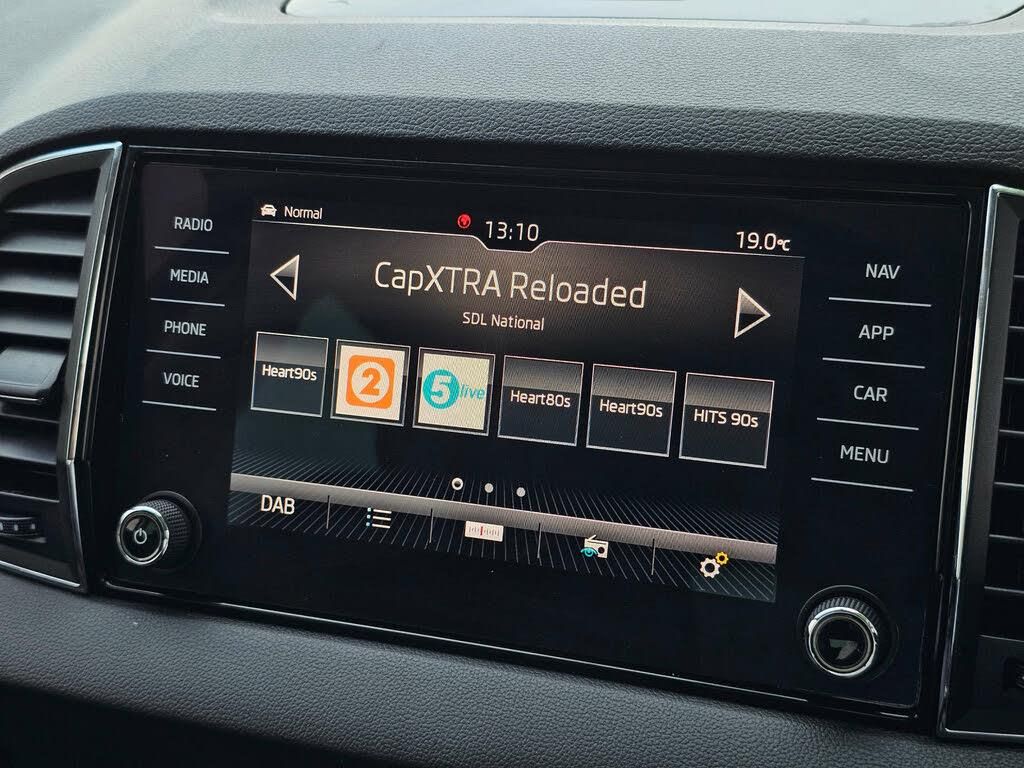 RADIO
MEDIA
PHONE
VOICE
Normal
13:10
19.0°C
CapXTRA Reloaded
SDL National
Heart90s
2
5 live
Heart80s
Heart90s
HITS 90s
DAB
NAV
APP
CAR
MENU